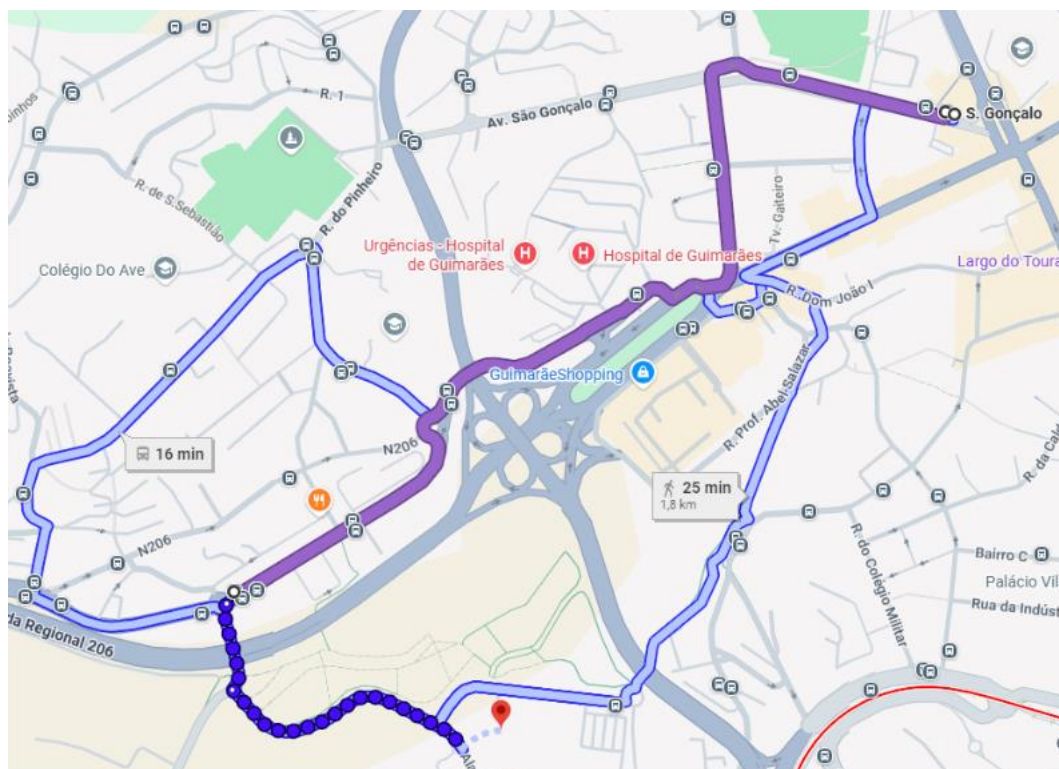 R. 1
Av. São Gonçalo
S. Gonçalo
R. de S.Sebastião
R. do Pinheiro
Tv. Gaiteiro
Urgências - Hospital
de Guimarães
Hospital de Guimarães
Colégio Do Ave
Largo do Toura
R. Dom João I
GuimarãeShopping
R. Prof. Abel Salazar
N206
16 min
25 min
1,8 km
N206
R. do Colégio Militar
Bairro C
Palácio Vil
Rua da Indúst
da Regional 206